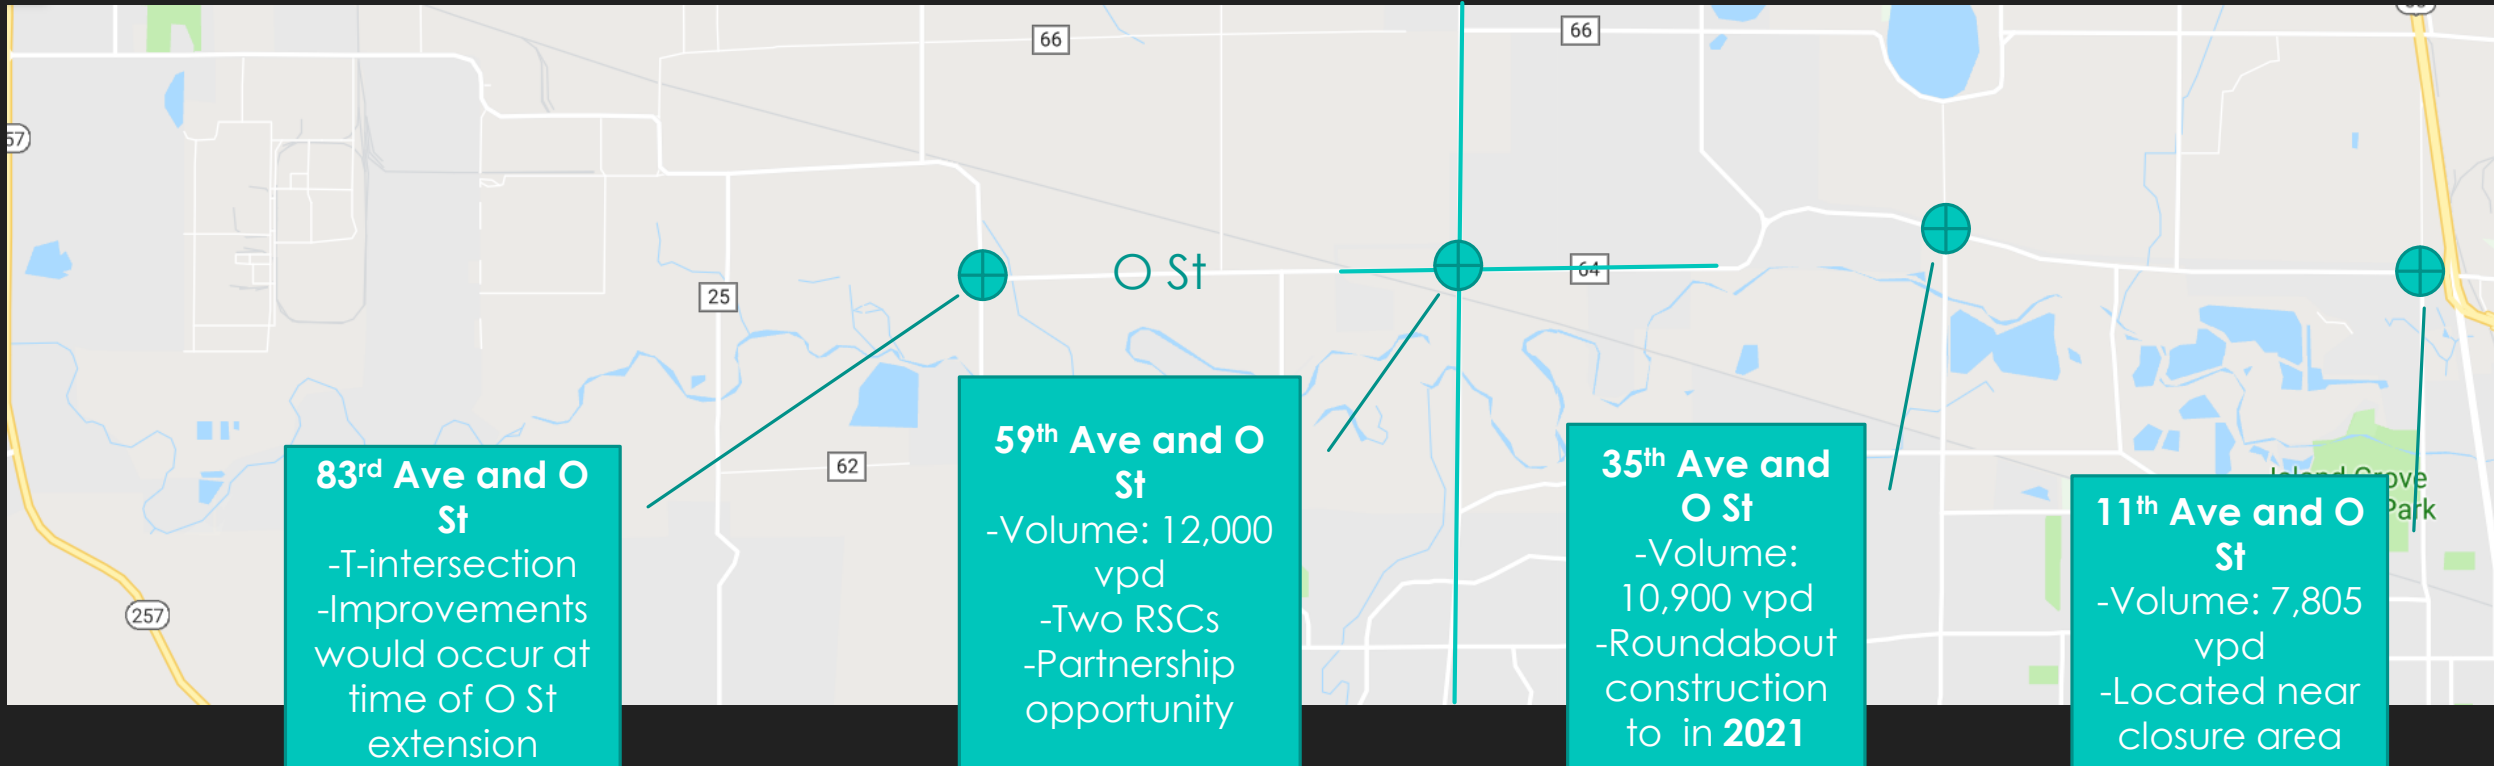 66
66
57
O St
64
25
62
257
Island Grove
Park
83rd Ave and O
St
-T-intersection
-Improvements
would occur at
time of O St
extension
59th Ave and O
St
-Volume: 12,000
vpd
-Two RSCs
-Partnership
opportunity
35th Ave and
O St
-Volume:
10,900 vpd
-Roundabout
construction
to  in 2021
11th Ave and O
St
-Volume: 7,805
vpd
-Located near
closure area